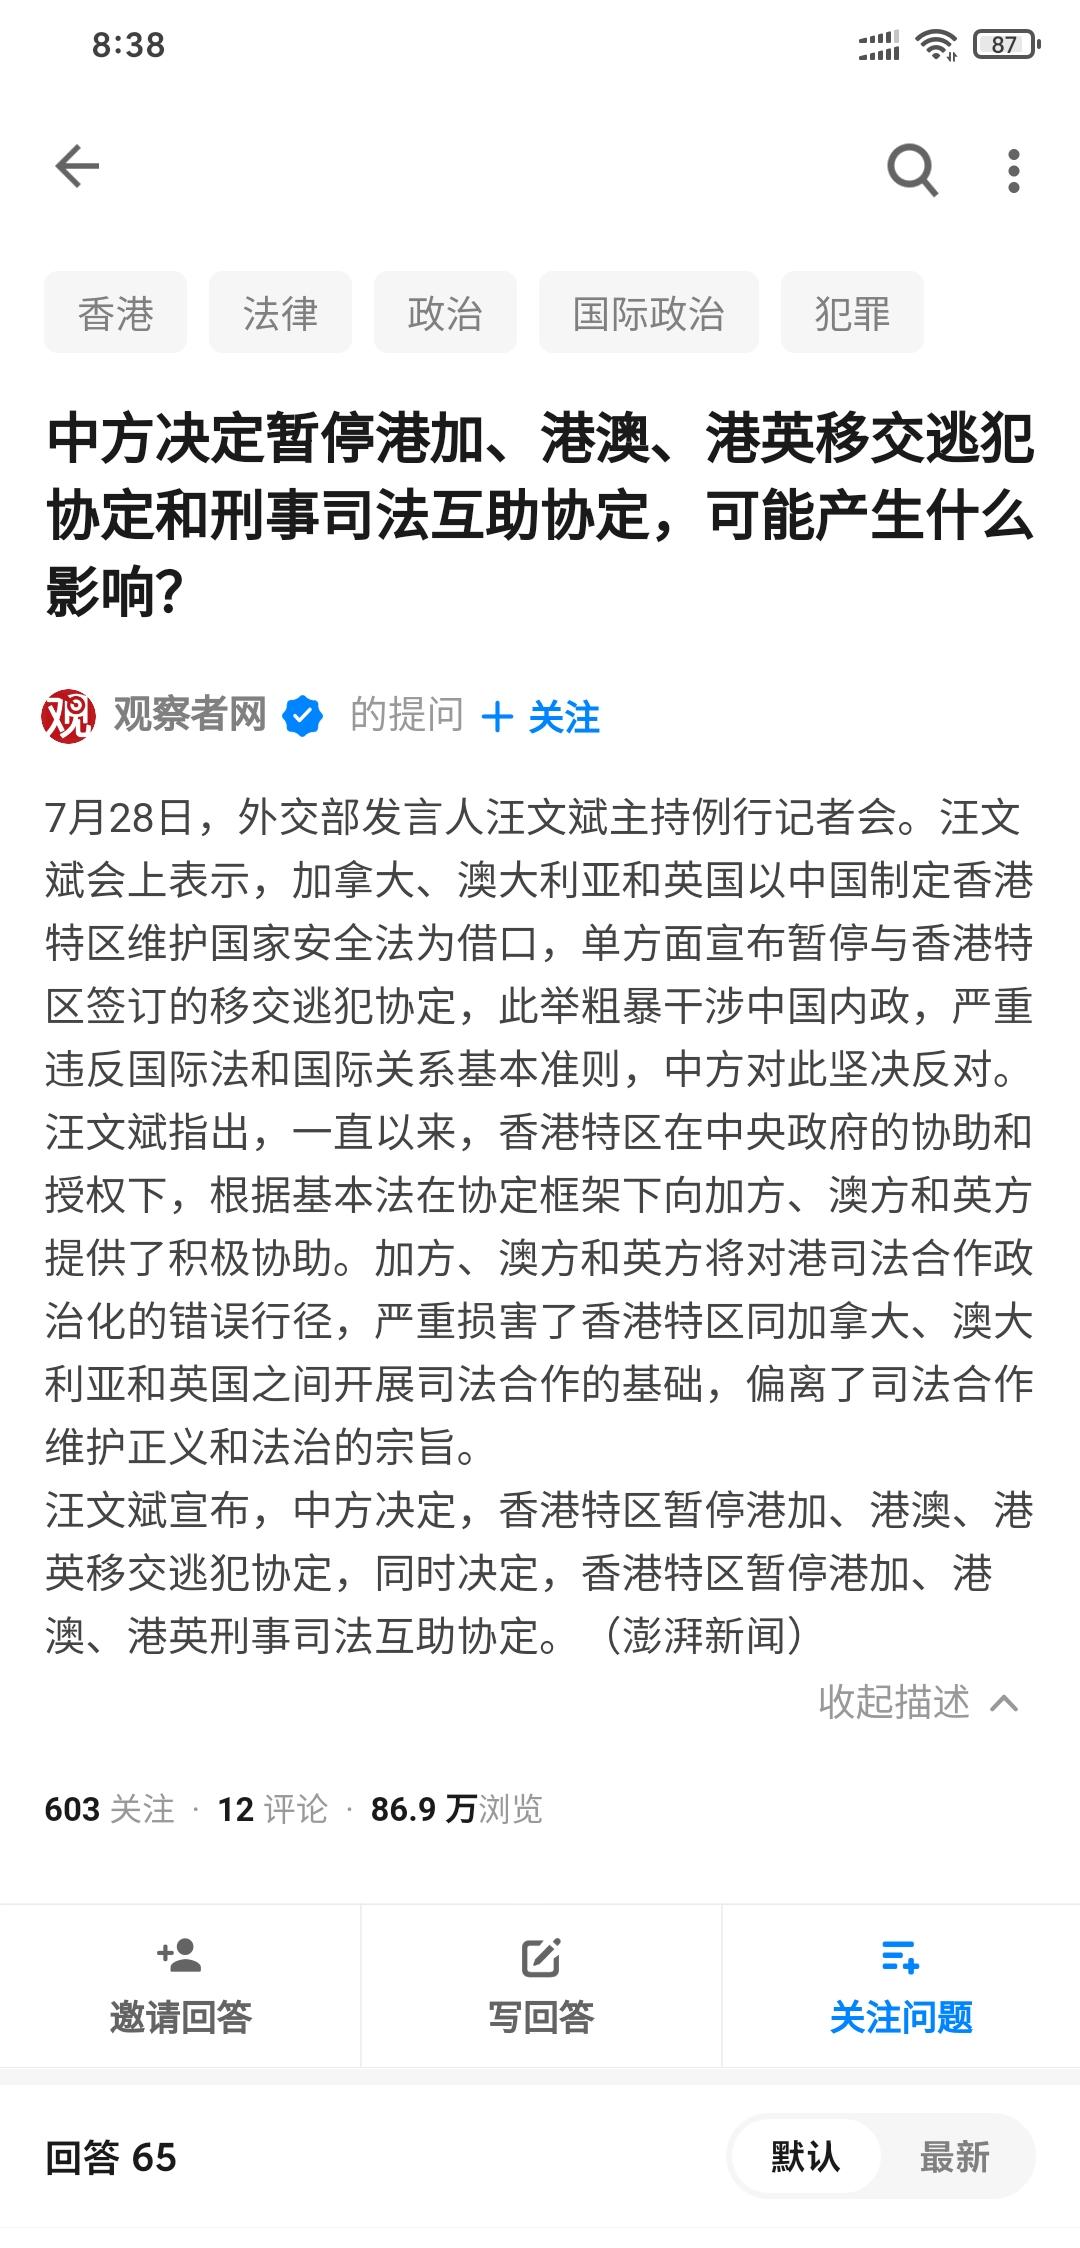 8:38
87
香港 法律 政治 国际政治 犯罪
中方决定暂停港加、港澳、港英移交逃犯
协定和刑事司法互助协定，可能产生什么
影响？
观 观察者网 的提问 + 关注
7月28日，外交部发言人汪文斌主持例行记者会。汪文
斌会上表示，加拿大、澳大利亚和英国以中国制定香港
特区维护国家安全法为借口，单方面宣布暂停与香港特
区签订的移交逃犯协定，此举粗暴干涉中国内政，严重
违反国际法和国际关系基本准则，中方对此坚决反对。
汪文斌指出，一直以来，香港特区在中央政府的协助和
授权下，根据基本法在协定框架下向加方、澳方和英方
提供了积极协助。加方、澳方和英方将对港司法合作政
治化的错误行径，严重损害了香港特区同加拿大、澳大
利亚和英国之间开展司法合作的基础，偏离了司法合作
维护正义和法治的宗旨。
汪文斌宣布，中方决定，香港特区暂停港加、港澳、港
英移交逃犯协定，同时决定，香港特区暂停港加、港
澳、港英刑事司法互助协定。（澎湃新闻）
收起描述
603 关注 · 12 评论 · 86.9 万浏览
邀请回答 写回答 关注问题
回答 65 默认 最新